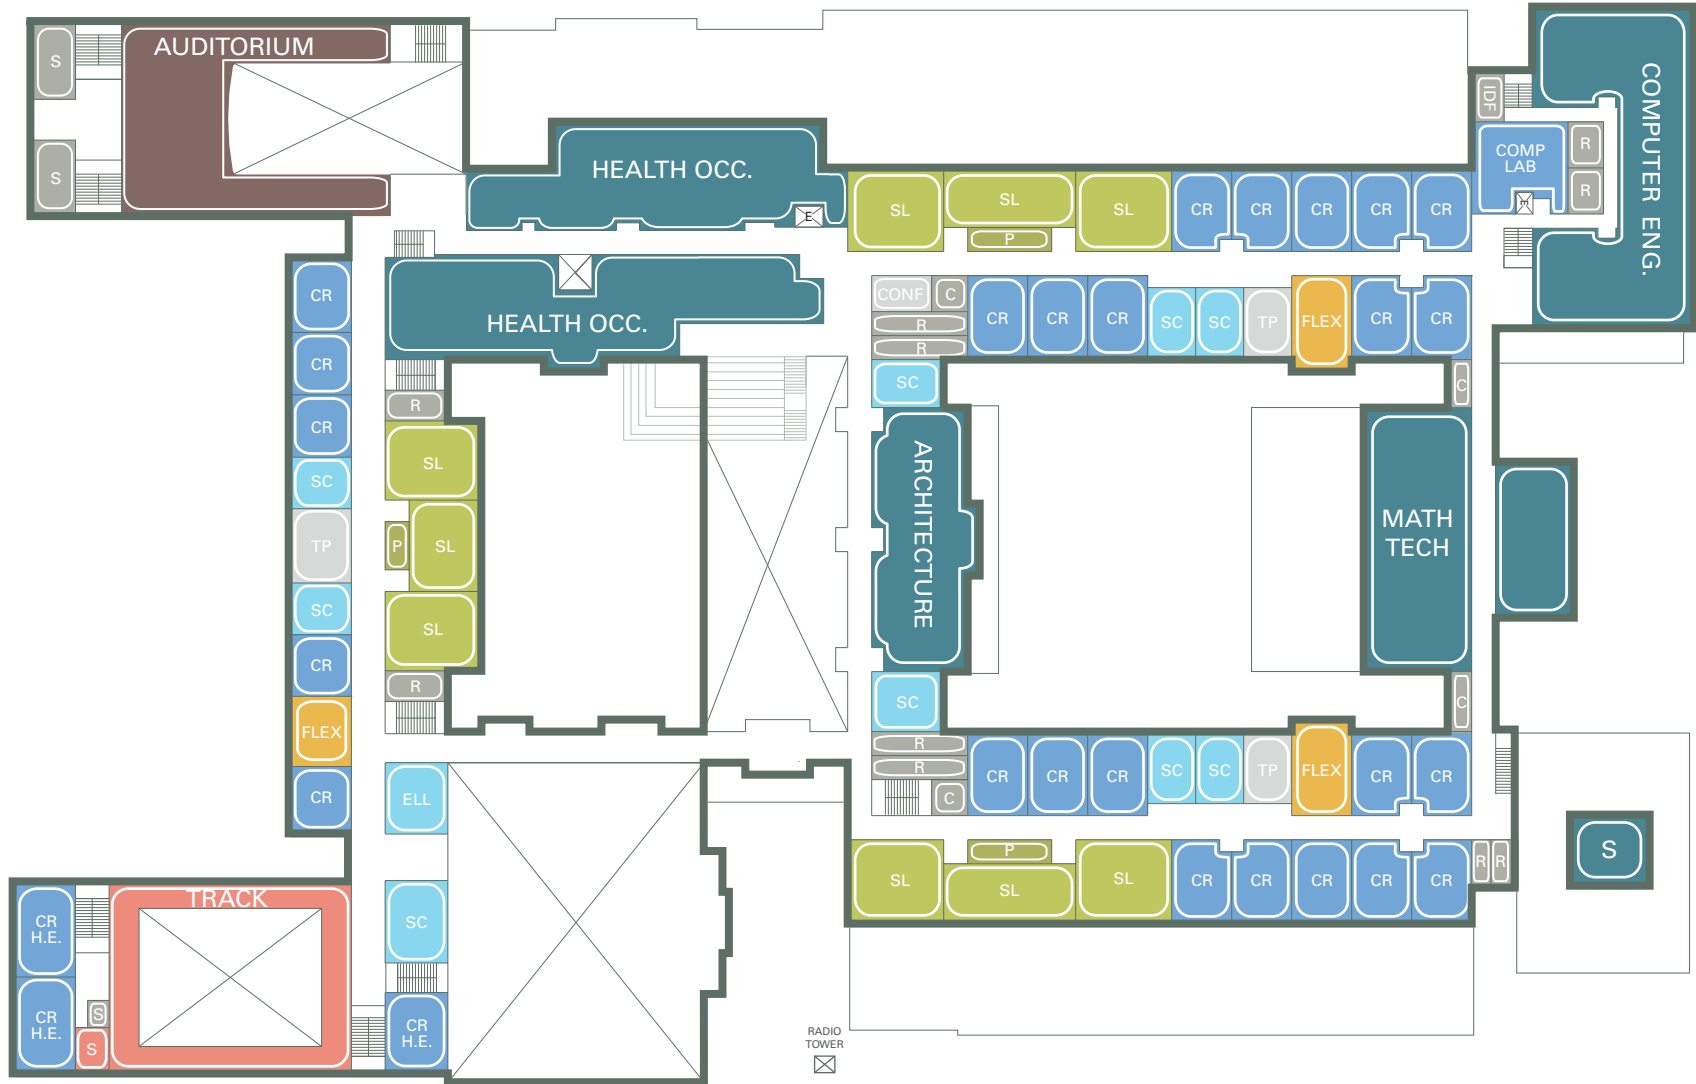 AUDITORIUM
S
S
HEALTH OCC.
E
SL
SL
SL
P
CR
CR
CR
CR
CR
IDF
COMP
LAB
E
R
R
COMPUTER ENG.
HEALTH OCC.
CONF
C
R
R
CR
CR
CR
SC
SC
TP
FLEX
CR
CR
CR
CR
CR
SC
TP
SC
CR
FLEX
CR
R
SL
P
SL
SL
R
SC
ARCHITECTURE
SC
C
MATH
TECH
C
R
R
C
CR
CR
CR
SC
SC
TP
FLEX
CR
CR
ELL
SC
CR
H.E.
SL
P
SL
SL
CR
CR
CR
CR
CR
R
R
S
TRACK
CR
H.E.
CR
H.E.
S
S
RADIO
TOWER